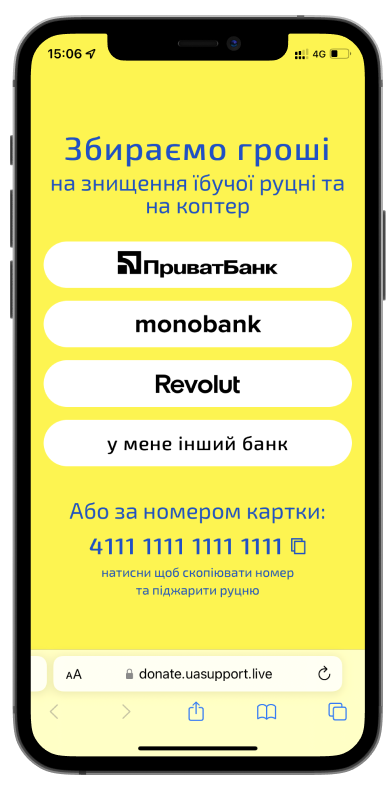 15:06
4G
Збираємо гроші
на знищення їбучої руцні та
на коптер
ПриватБанк
monobank
Revolut
у мене інший банк
Або за номером картки:
4111 1111 1111 1111
натисни щоб скопіювати номер
та піджарити руцню
AA donate.uasupport.live